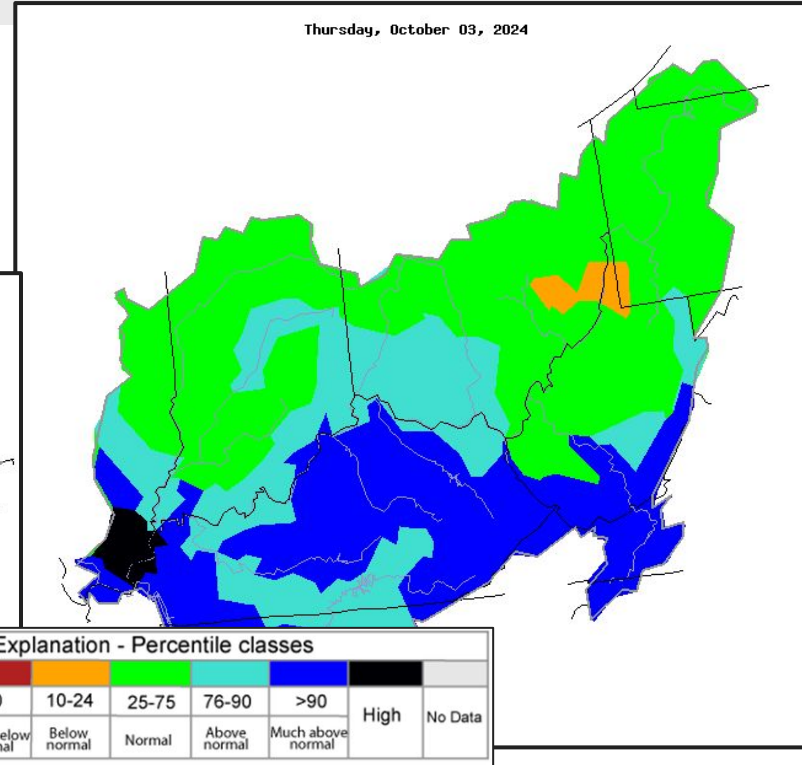 Thursday, October 03, 2024
Explanation - Percentile classes
10-24 25-75 76-90 >90 High No Data
Below normal Normal Above normal Much above normal